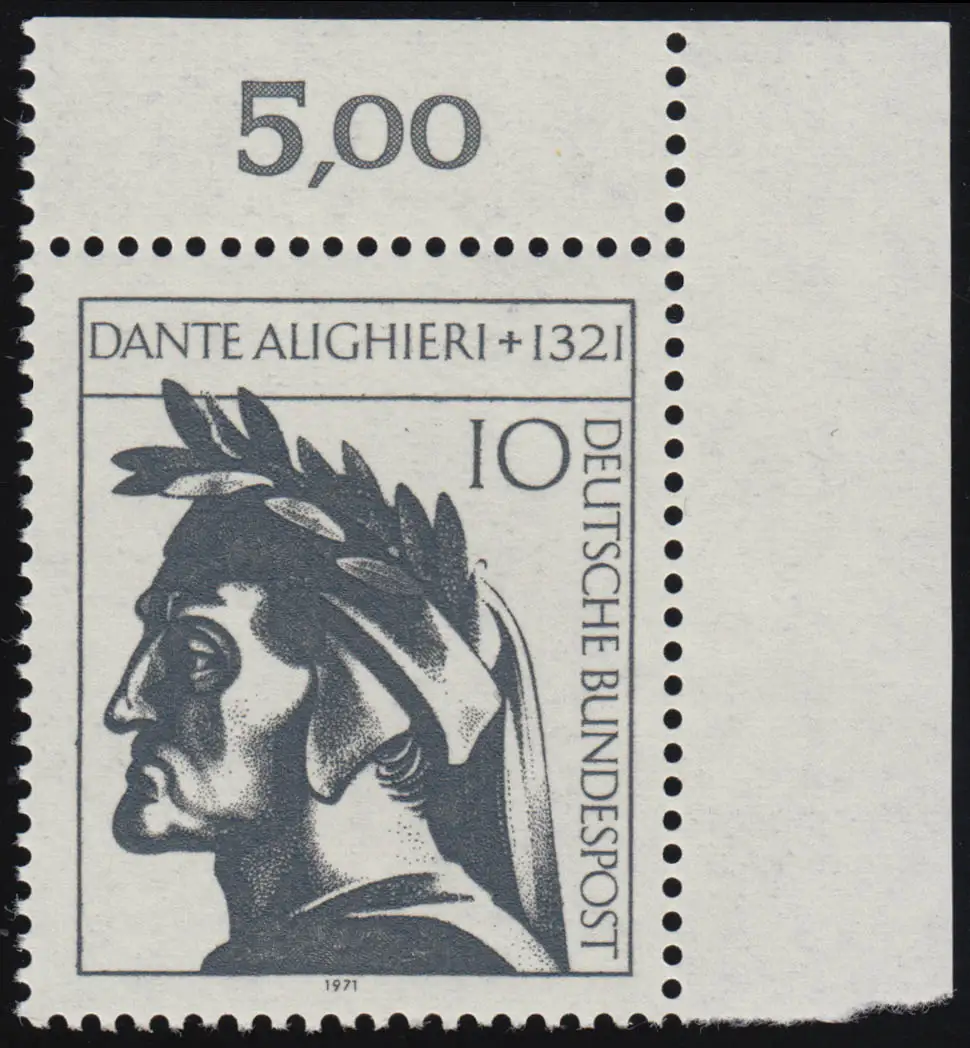 5,00
DANTE ALIGHIERI + 1321
10
DEUTSCHE BUNDESPOST
1971